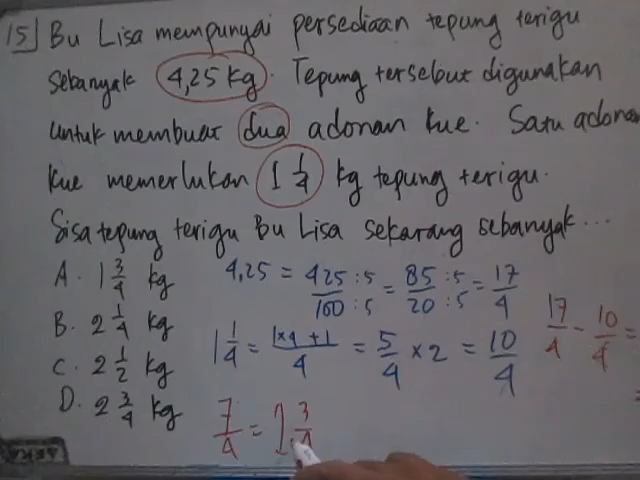 15] Bu Lisa mempunyai persediaan tepung terigu
sebanyak 4,25 kg. Tepung tersebut digunakan
untuk membuat dua adonan kue. Satu adonan
kue memerlukan 1 1/4 kg tepung terigu.
Sisa tepung terigu Bu Lisa sekarang sebanyak...
A. 1 3/4 kg
B. 2 1/4 kg
C. 2 1/2 kg
D. 2 3/4 kg
4,25 = 425:5/100:5 = 85:5/20:5 = 17/4
1 1/4 = 1x4+1/4 = 5/4 x 2 = 10/4
17/4 - 10/4 =
=
7/4 = 1 3/4